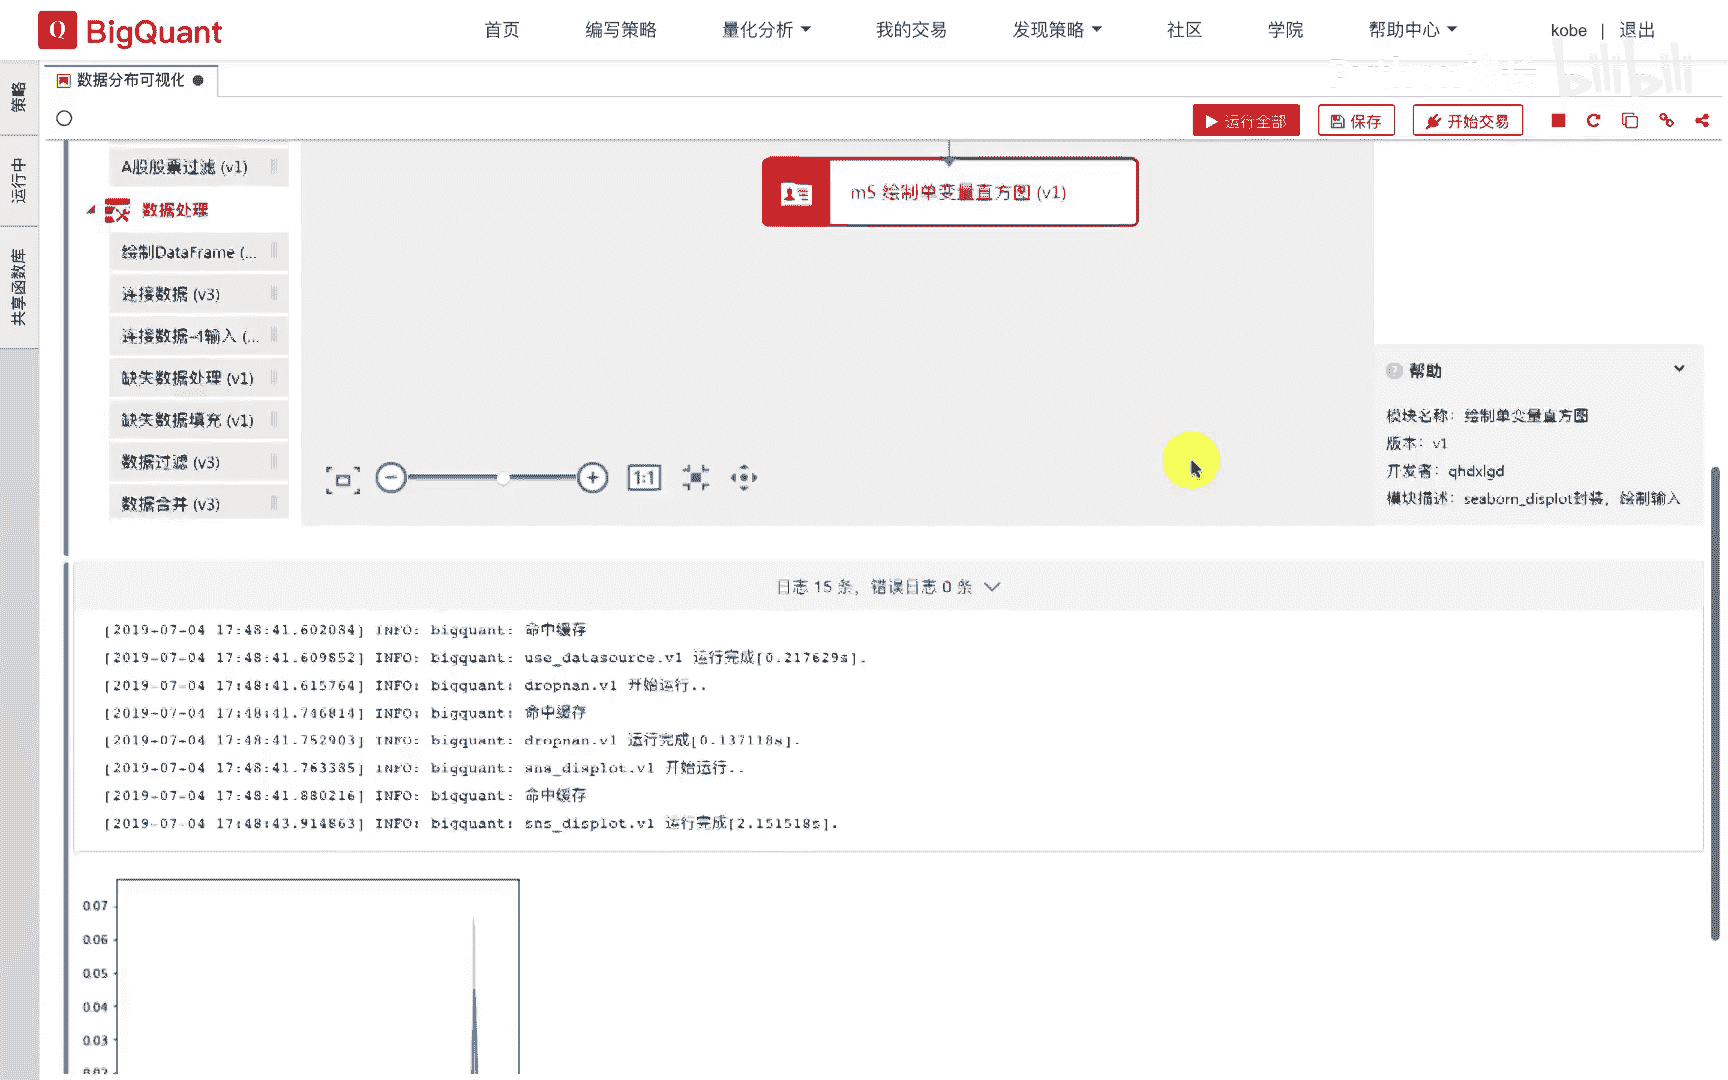 Q BigQuant
首页 编写策略 量化分析 我的交易 发现策略 社区 学院 帮助中心 kobe | 退出
bilibili
数据分布可视化
运行全部 保存 开始交易
策略
运行中
共享函数库
A股股票过滤 (v1)
数据处理
绘制DataFrame (...
连接数据 (v3)
连接数据-4输入 (...
缺失数据处理 (v1)
缺失数据填充 (v1)
数据过滤 (v3)
数据合并 (v3)
m5 绘制单变量直方图 (v1)
1:1
帮助
模块名称：绘制单变量直方图
版本：v1
开发者：qhdxlgd
模块描述：seaborn_displot封装，绘制输入
日志 15 条，错误日志 0 条
[2019-07-04 17:48:41.602084] INFO: bigquant: 命中缓存
[2019-07-04 17:48:41.609852] INFO: bigquant: use_datasource.v1 运行完成[0.217629s].
[2019-07-04 17:48:41.615764] INFO: bigquant: dropnan.v1 开始运行..
[2019-07-04 17:48:41.746814] INFO: bigquant: 命中缓存
[2019-07-04 17:48:41.752903] INFO: bigquant: dropnan.v1 运行完成[0.137118s].
[2019-07-04 17:48:41.763385] INFO: bigquant: sns_displot.v1 开始运行..
[2019-07-04 17:48:41.880216] INFO: bigquant: 命中缓存
[2019-07-04 17:48:43.914863] INFO: bigquant: sns_displot.v1 运行完成[2.151518s].
0.07
0.06
0.05
0.04
0.03
0.02